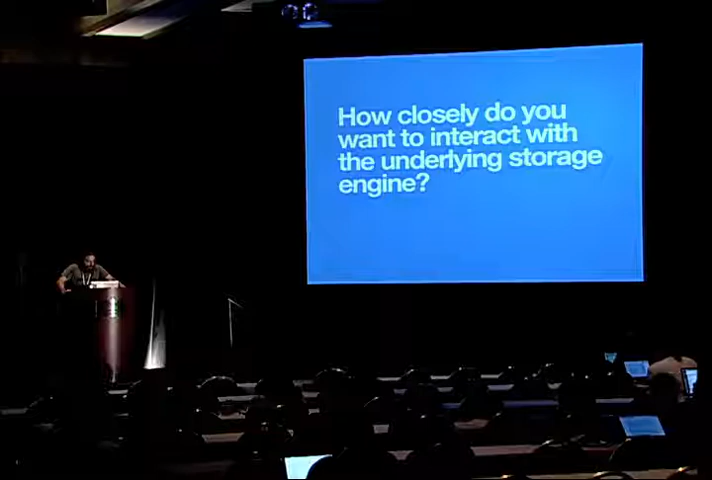 How closely do you
want to interact with
the underlying storage
engine?